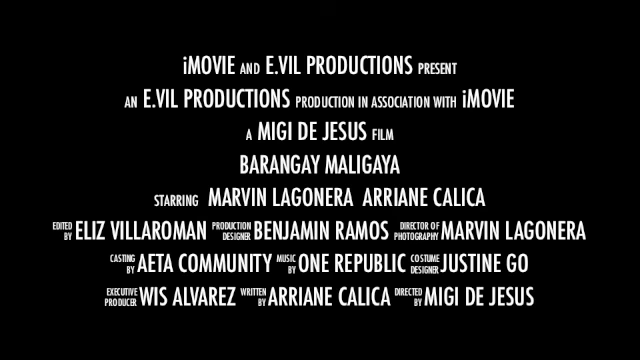 iMOVIE AND E.VIL PRODUCTIONS PRESENT
AN E.VIL PRODUCTIONS PRODUCTION IN ASSOCIATION WITH iMOVIE
A MIGI DE JESUS FILM
BARANGAY MALIGAYA
STARRING MARVIN LAGONERA ARRIANE CALICA
EDITED BY ELIZ VILLAROMAN PRODUCTION DESIGNER BENJAMIN RAMOS DIRECTOR OF PHOTOGRAPHY MARVIN LAGONERA
CASTING BY AETA COMMUNITY MUSIC BY ONE REPUBLIC COSTUME DESIGNER JUSTINE GO
EXECUTIVE PRODUCER WIS ALVAREZ WRITTEN BY ARRIANE CALICA DIRECTED BY MIGI DE JESUS